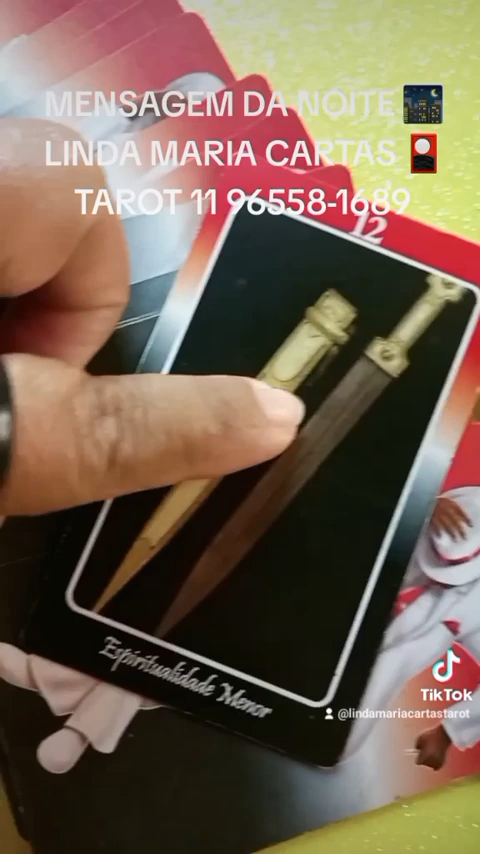 MENSAGEM DA NOITE
LINDA MARIA CARTAS
TAROT 11 96558-1689
12
Espiritualidade Menor
TikTok
@lindamariacartastarot